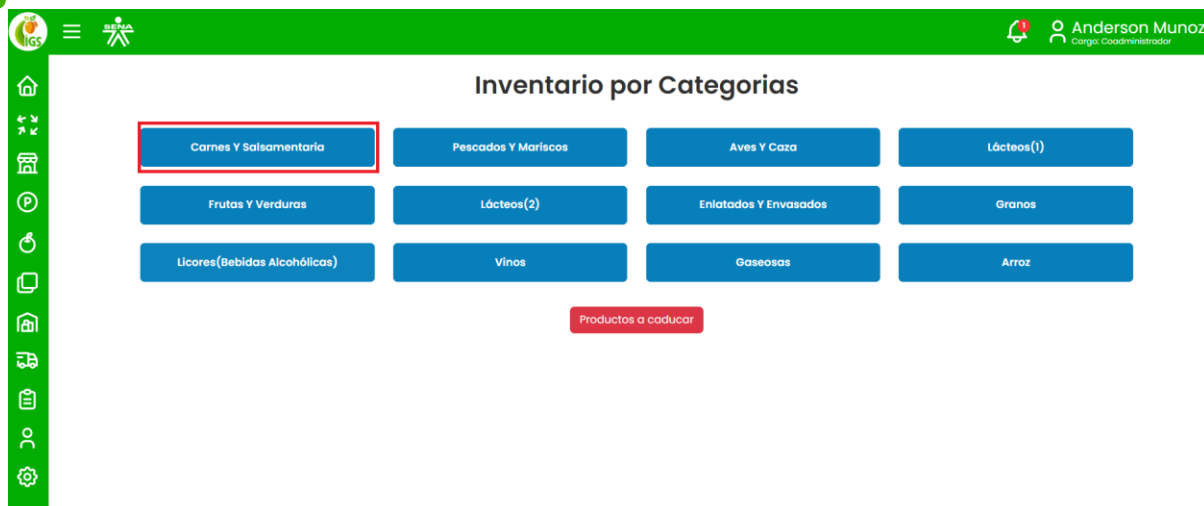 IGS
SENA
1
Anderson Munoz
Cargo: Coadministrador
Inventario por Categorias
Carnes Y Salsamentaria
Pescados Y Mariscos
Aves Y Caza
Lácteos(1)
Frutas Y Verduras
Lácteos(2)
Enlatados Y Envasados
Granos
Licores(Bebidas Alcohólicas)
Vinos
Gaseosas
Arroz
Productos a caducar
P